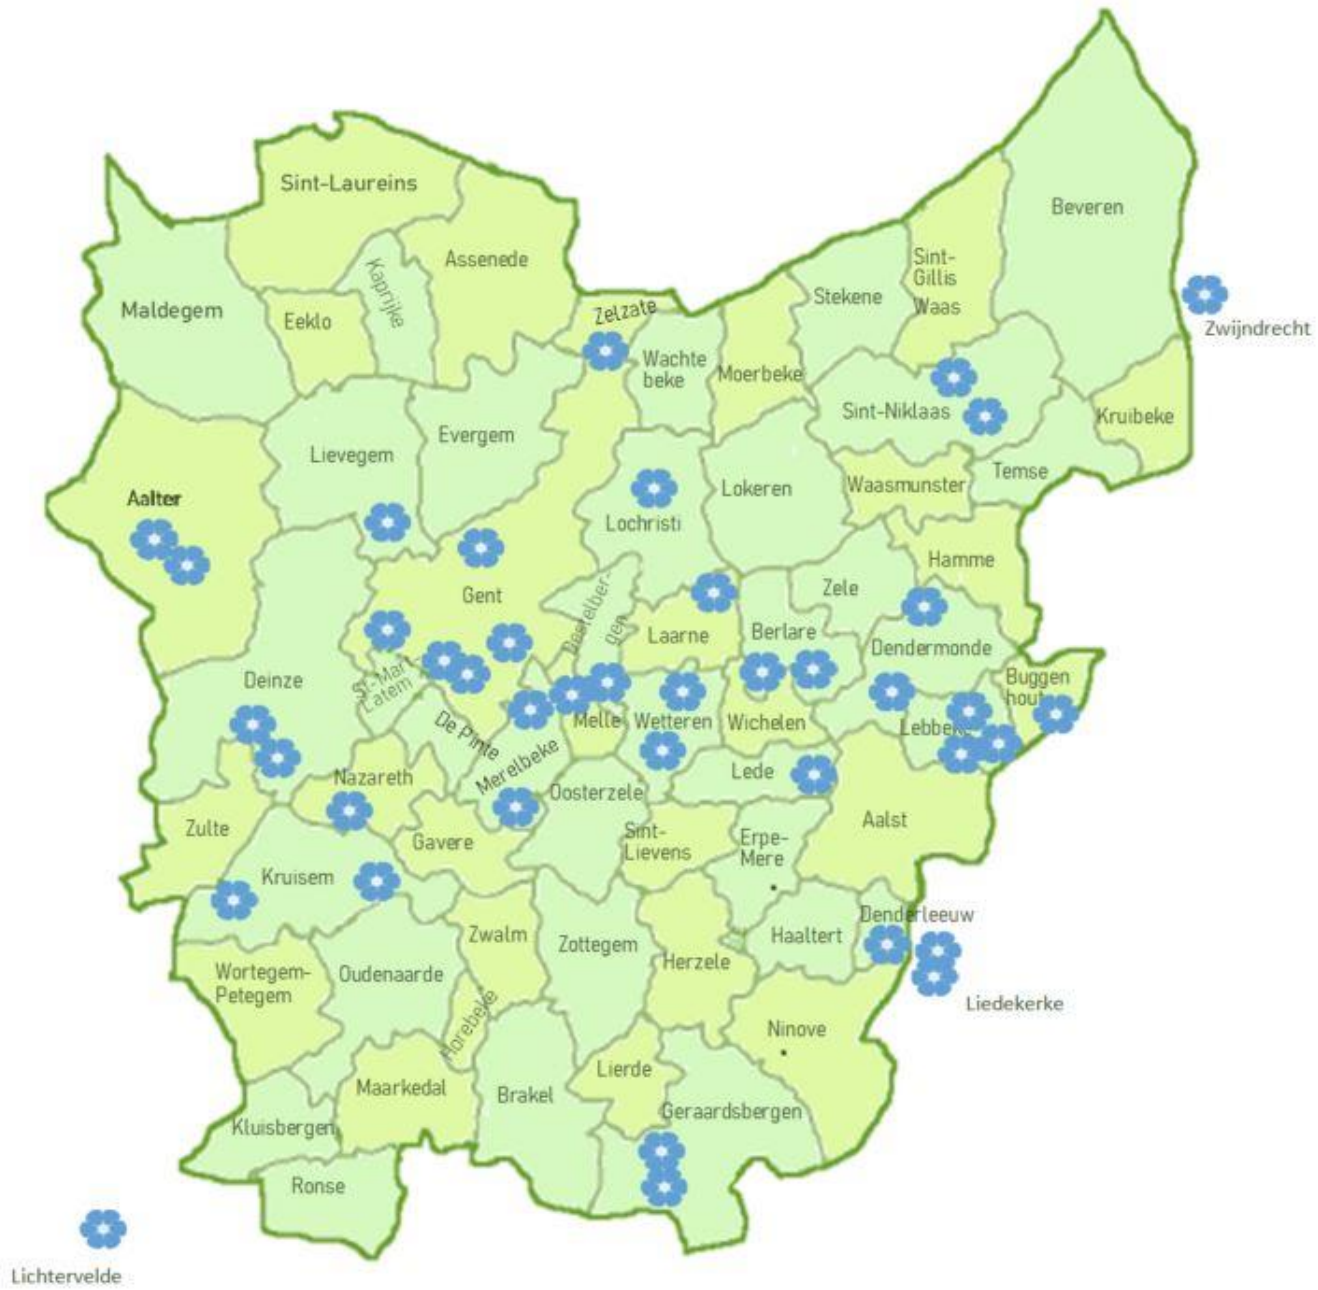 Sint-Laureins
Beveren
Assenede
Sint-
Gillis
Waas
Kaprijke
Maldegem
Eeklo
Zelzate
Stekene
Zwijndrecht
Wachte
beke
Moerbeke
Sint-Niklaas
Kruibeke
Evergem
Lievegem
Temse
Aalter
Lokeren
Waasmunster
Lochristi
Hamme
Gent
Destelber-
gen
Zele
Laarne
Berlare
Dendermonde
Deinze
St-Mart
Latem
Buggen
hout
De Pinte
Melle
Wetteren
Wichelen
Lebbeke
Merelbeke
Nazareth
Lede
Oosterzele
Zulte
Gavere
Sint-
Lievens
Erpe-
Mere
Aalst
Kruisem
Denderleeuw
Zwalm
Zottegem
Haaltert
Herzele
Wortegem-
Petegem
Oudenaarde
Liedekerke
Horebeke
Ninove
Lierde
Maarkedal
Brakel
Geraardsbergen
Kluisbergen
Ronse
Lichtervelde